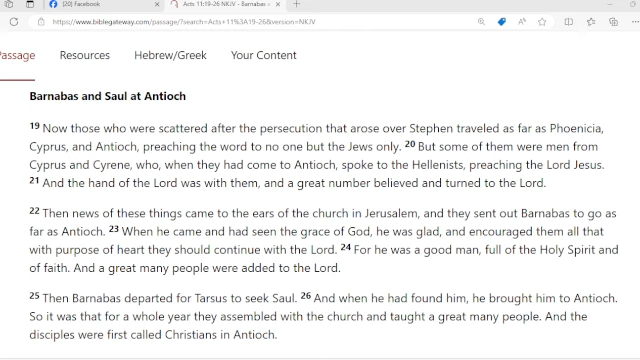 (20) Facebook
Acts 11:19-26 NKJV - Barnabas
https://www.biblegateway.com/passage/?search=Acts+11%3A19-26&version=NKJV
Passage Resources Hebrew/Greek Your Content
Barnabas and Saul at Antioch
19 Now those who were scattered after the persecution that arose over Stephen traveled as far as Phoenicia,
Cyprus, and Antioch, preaching the word to no one but the Jews only. 20 But some of them were men from
Cyprus and Cyrene, who, when they had come to Antioch, spoke to the Hellenists, preaching the Lord Jesus.
21 And the hand of the Lord was with them, and a great number believed and turned to the Lord.
22 Then news of these things came to the ears of the church in Jerusalem, and they sent out Barnabas to go as
far as Antioch. 23 When he came and had seen the grace of God, he was glad, and encouraged them all that
with purpose of heart they should continue with the Lord. 24 For he was a good man, full of the Holy Spirit and
of faith. And a great many people were added to the Lord.
25 Then Barnabas departed for Tarsus to seek Saul. 26 And when he had found him, he brought him to Antioch.
So it was that for a whole year they assembled with the church and taught a great many people. And the
disciples were first called Christians in Antioch.